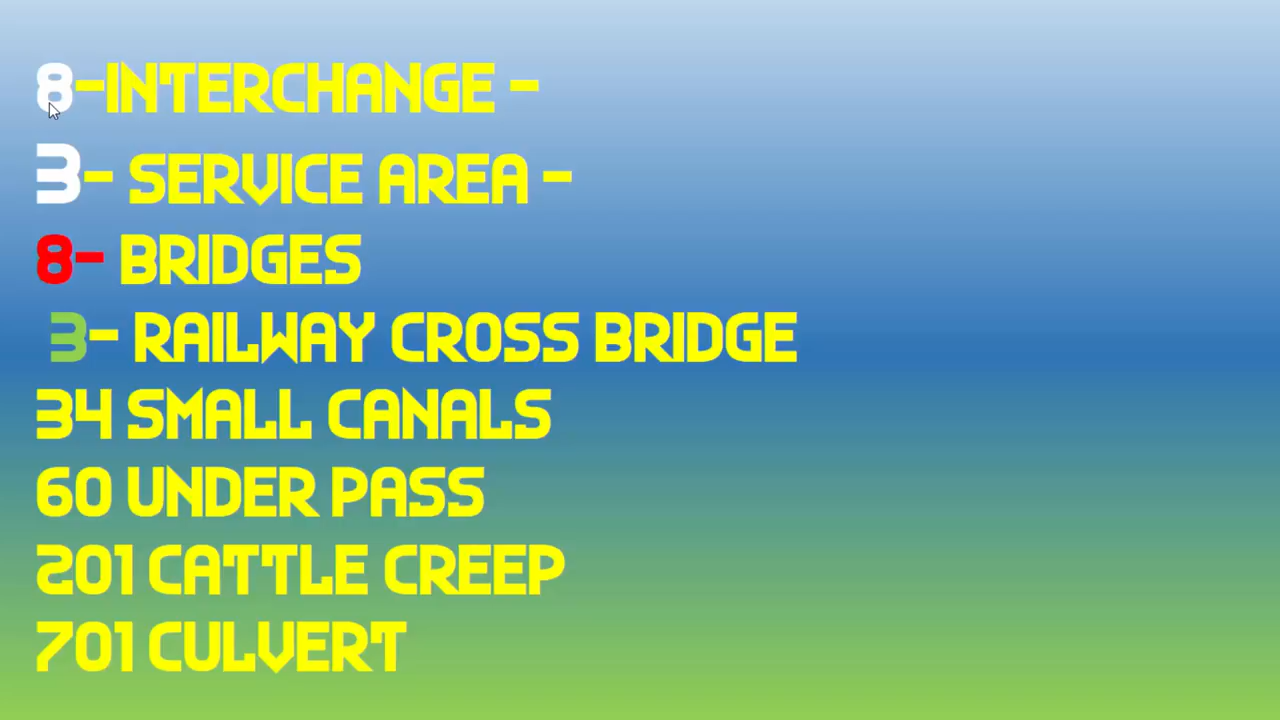 8-INTERCHANGE -
3- SERVICE AREA -
8- BRIDGES
3- RAILWAY CROSS BRIDGE
34 SMALL CANALS
60 UNDER PASS
201 CATTLE CREEP
701 CULVERT